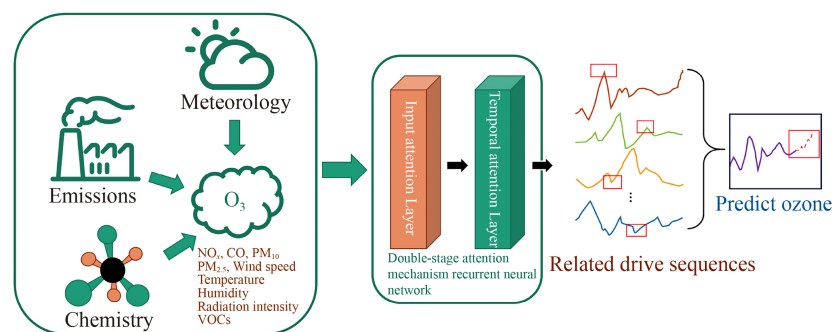 Meteorology
Emissions
O₃
Chemistry
NOₓ, CO, PM₁₀
PM₂.₅, Wind speed
Temperature
Humidity
Radiation intensity
VOCs
Input attention Layer
Temporal attention Layer
Double-stage attention
mechanism recurrent neural
network
...
Related drive sequences
Predict ozone